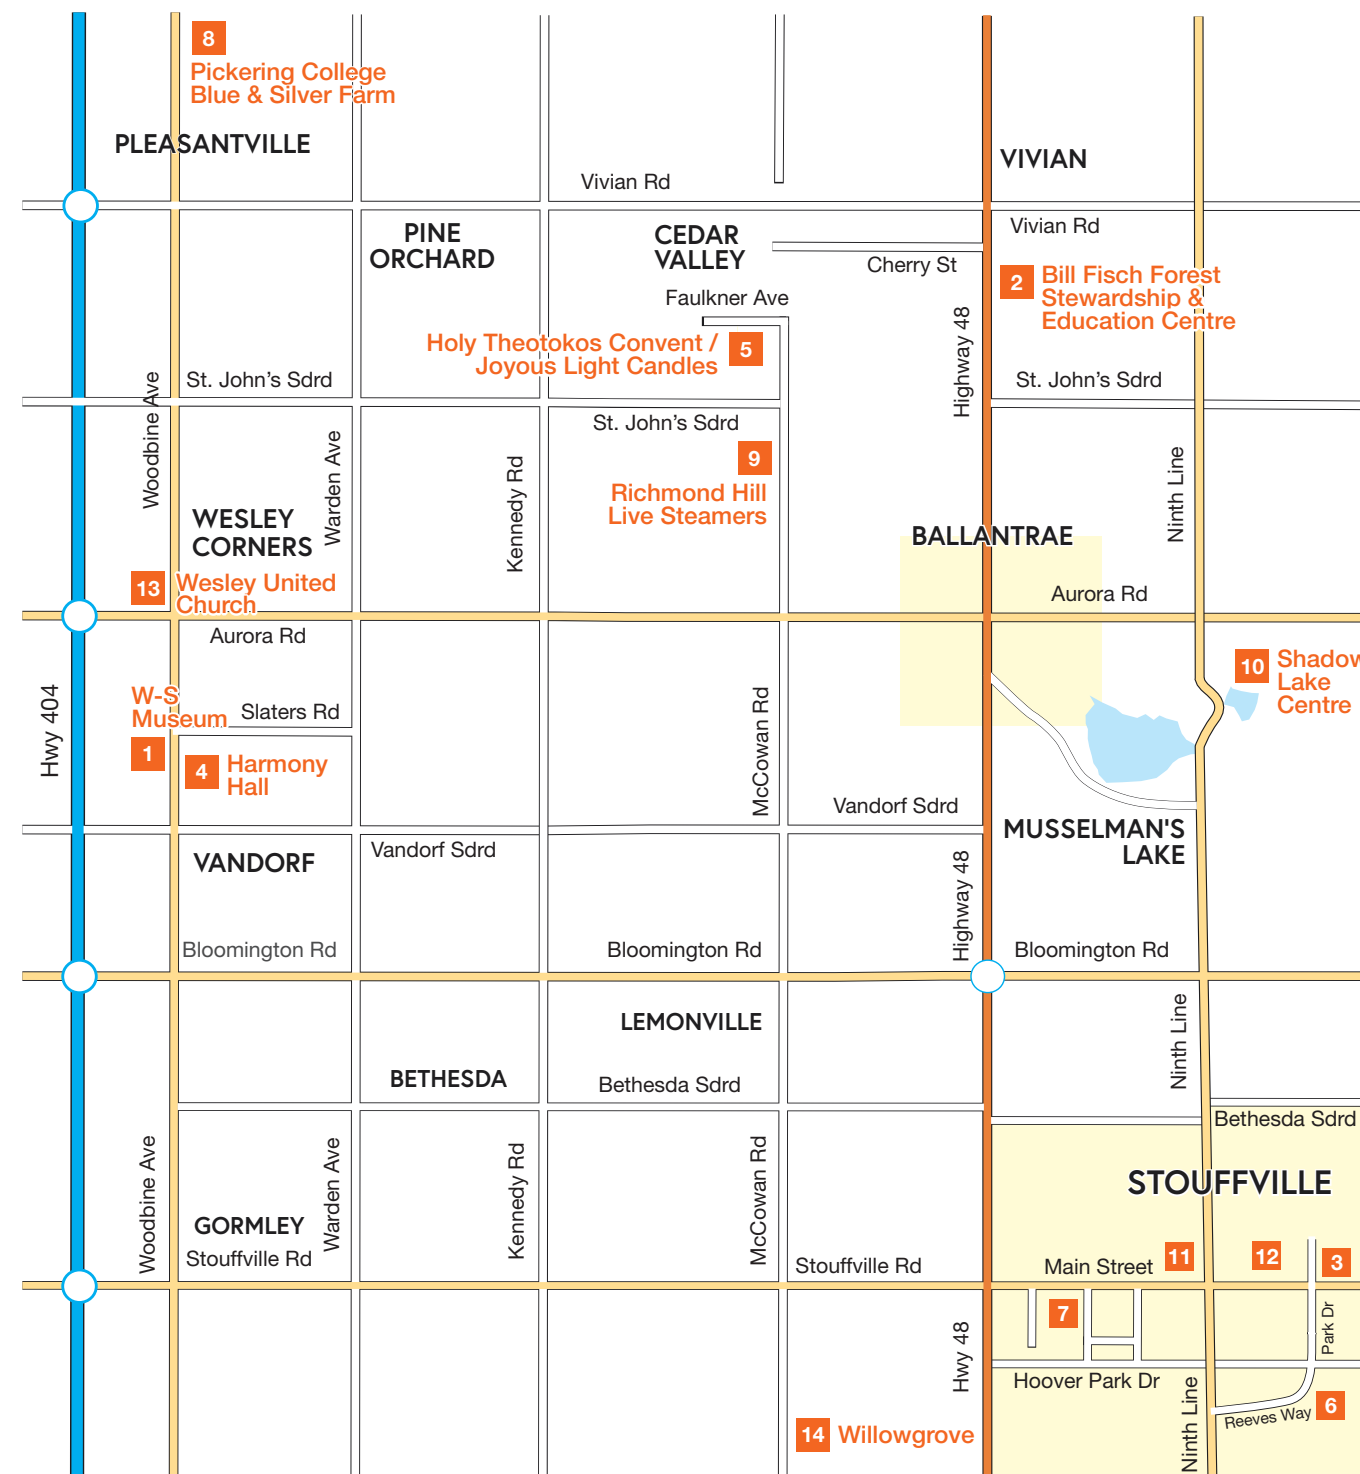 8
Pickering College
Blue & Silver Farm
PLEASANTVILLE
VIVIAN
Vivian Rd
Vivian Rd
PINE
ORCHARD
CEDAR
VALLEY
Cherry St
2
Bill Fisch Forest
Stewardship &
Education Centre
Faulkner Ave
Holy Theotokos Convent /
Joyous Light Candles
5
Highway 48
St. John's Sdrd
St. John's Sdrd
St. John's Sdrd
Woodbine Ave
Warden Ave
Kennedy Rd
9
Richmond Hill
Live Steamers
Ninth Line
WESLEY
CORNERS
BALLANTRAE
13
Wesley United
Church
Aurora Rd
Aurora Rd
10
Shadow
Lake
Centre
Hwy 404
W-S
Museum
1
Slaters Rd
4
Harmony
Hall
McCowan Rd
Vandorf Sdrd
MUSSELMAN'S
LAKE
VANDORF
Vandorf Sdrd
Highway 48
Bloomington Rd
Bloomington Rd
Bloomington Rd
LEMONVILLE
Ninth Line
BETHESDA
Bethesda Sdrd
Bethesda Sdrd
Woodbine Ave
Warden Ave
Kennedy Rd
McCowan Rd
STOUFFVILLE
GORMLEY
Stouffville Rd
Stouffville Rd
Main Street
11
12
3
7
Park Dr
Hwy 48
Hoover Park Dr
Ninth Line
Reeves Way
6
14
Willowgrove